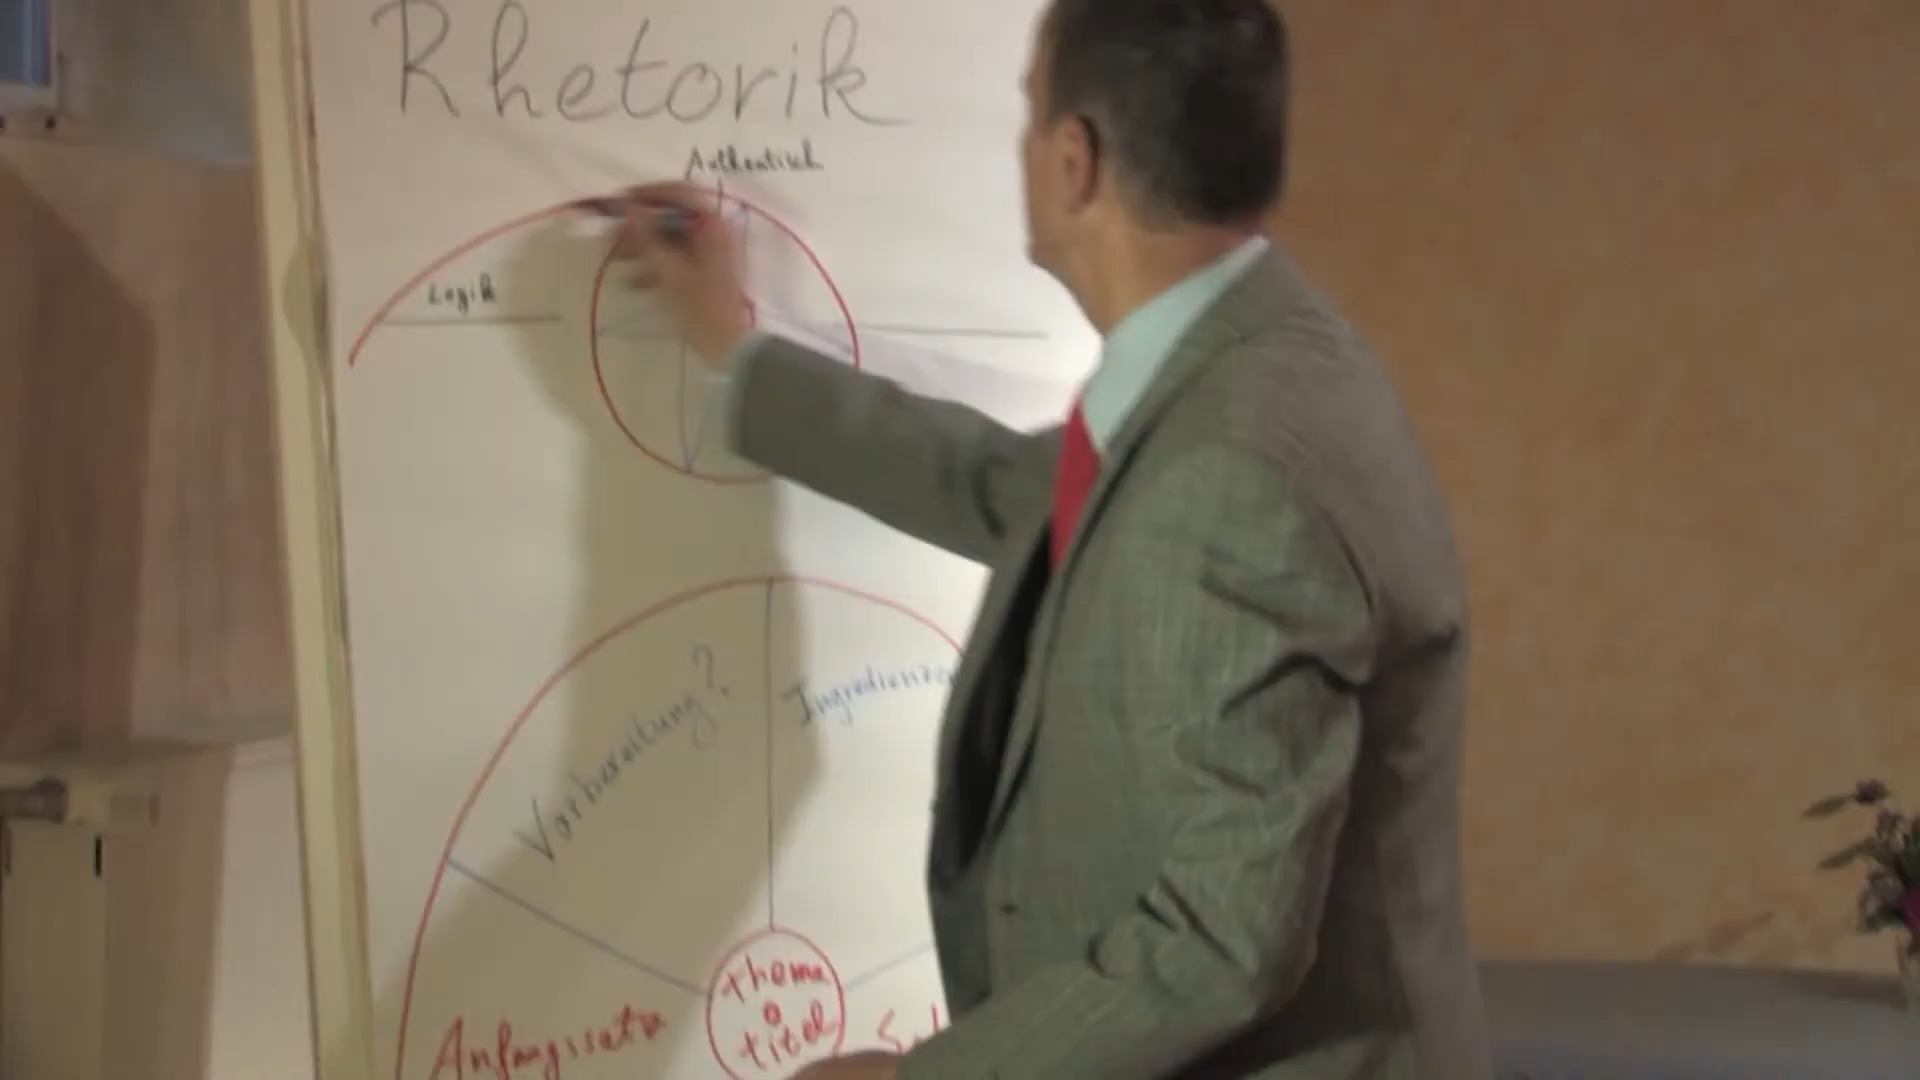 Rhetorik
Authentisch
Logik
Vorbereitung?
Ingredienzen
thema
o
titel
Anfangssatz